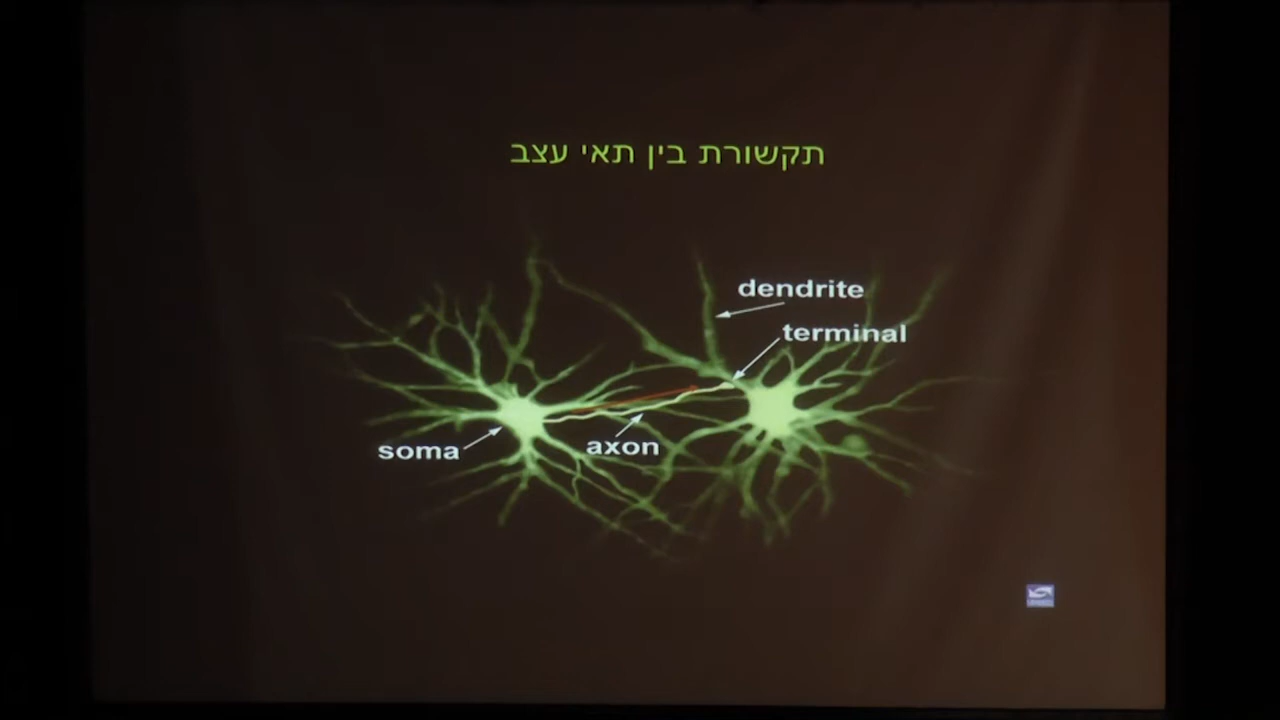 תקשורת בין תאי עצב
dendrite
terminal
soma
axon